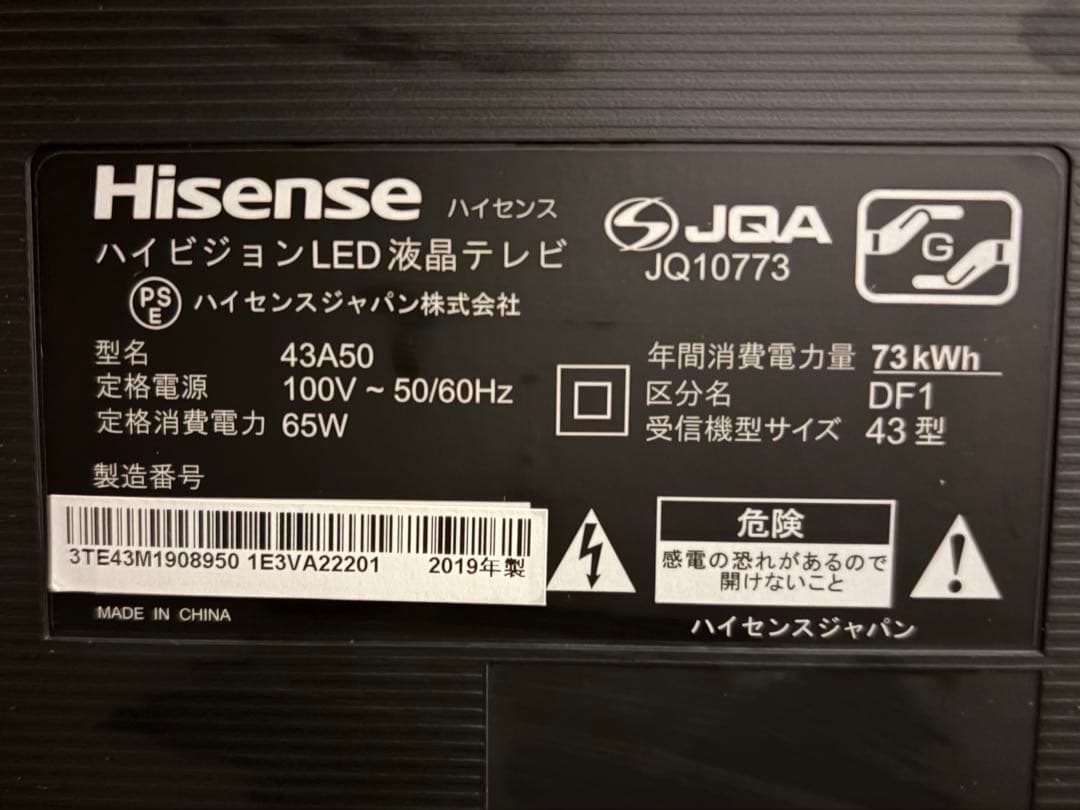 Hisense ハイセンス
JQA
JQ10773
G
ハイビジョンLED液晶テレビ
PSE ハイセンスジャパン株式会社
型名 43A50
定格電源 100V ~ 50/60Hz
定格消費電力 65W
年間消費電力量 73kWh
区分名 DF1
受信機型サイズ 43型
製造番号
3TE43M1908950 1E3VA22201 2019年製
MADE IN CHINA
危険
感電の恐れがあるので
開けないこと
!
ハイセンスジャパン